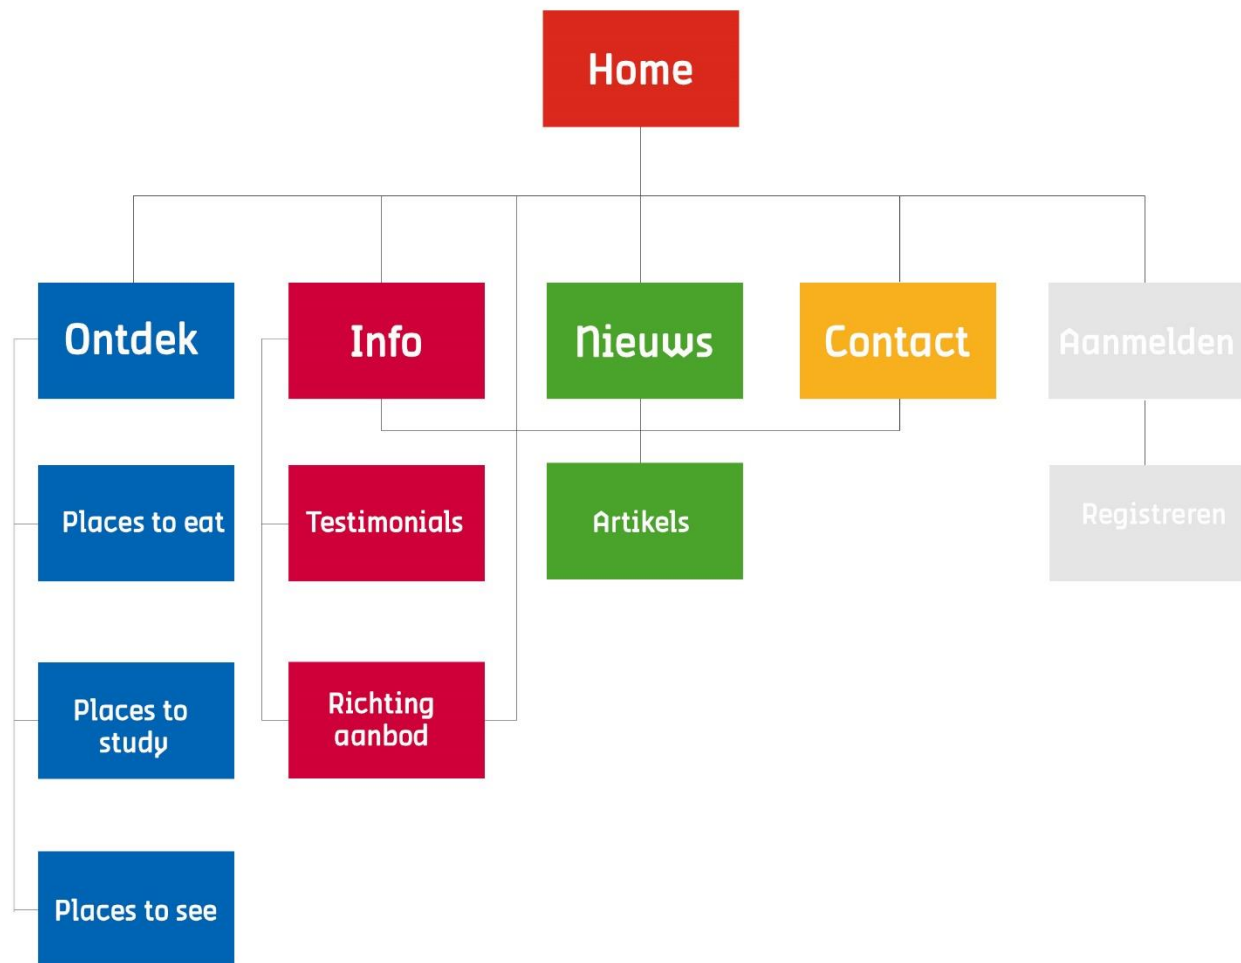 Home
Ontdek
Info
Nieuws
Contact
Aanmelden
Places to eat
Testimonials
Artikels
Registreren
Places to
study
Richting
aanbod
Places to see